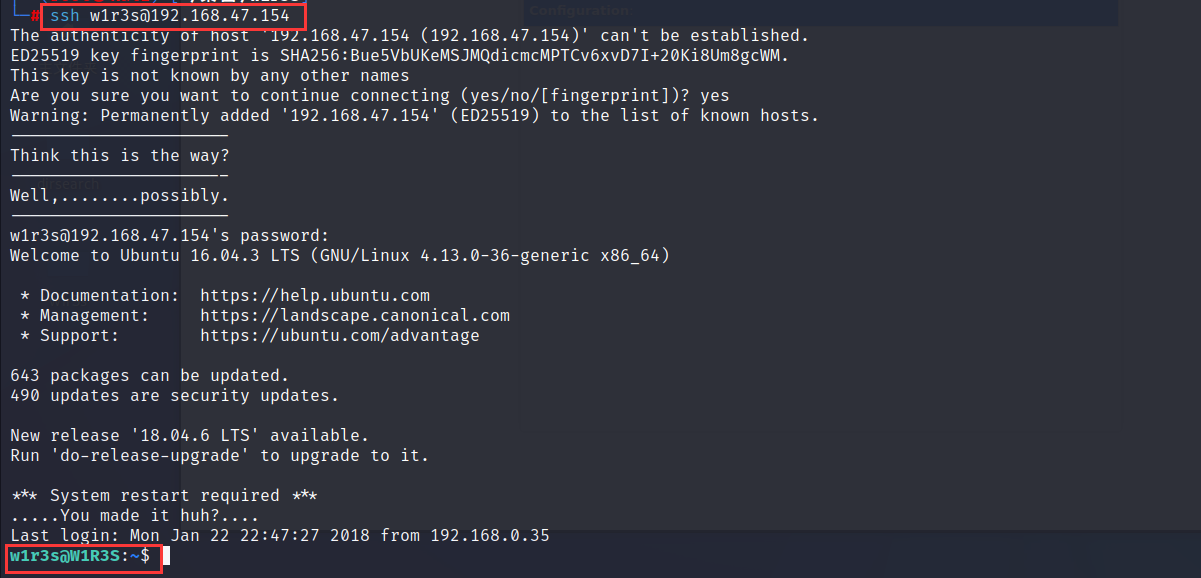 Configuration
└─# ssh w1r3s@192.168.47.154
The authenticity of host '192.168.47.154 (192.168.47.154)' can't be established.
ED25519 key fingerprint is SHA256:Bue5VbUKeMSJMQdicmcMPTCv6xvD7I+20Ki8Um8gcWM.
This key is not known by any other names
Are you sure you want to continue connecting (yes/no/[fingerprint])? yes
Warning: Permanently added '192.168.47.154' (ED25519) to the list of known hosts.
----------------------
Think this is the way?
----------------------
Well,........possibly.
----------------------
w1r3s@192.168.47.154's password:
Welcome to Ubuntu 16.04.3 LTS (GNU/Linux 4.13.0-36-generic x86_64)
* Documentation:  https://help.ubuntu.com
* Management:     https://landscape.canonical.com
* Support:        https://ubuntu.com/advantage
643 packages can be updated.
490 updates are security updates.
New release '18.04.6 LTS' available.
Run 'do-release-upgrade' to upgrade to it.
*** System restart required ***
.....You made it huh?....
Last login: Mon Jan 22 22:47:27 2018 from 192.168.0.35
w1r3s@W1R3S:~$